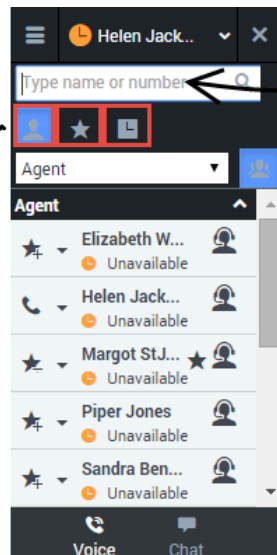 Helen Jack...
Type name or number
Agent
Agent
Elizabeth W...
Unavailable
Helen Jack...
Unavailable
Margot StJ...
Unavailable
Piper Jones
Unavailable
Sandra Ben...
Unavailable
Voice Chat